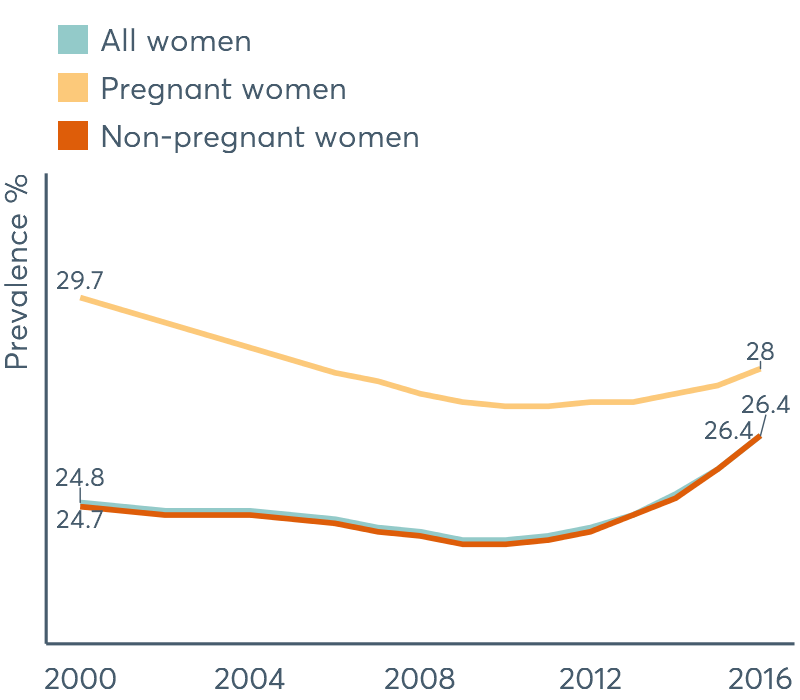 All women
Pregnant women
Non-pregnant women
Prevalence %
29.7
28
26.4
26.4
24.8
24.7
2000 2004 2008 2012 2016